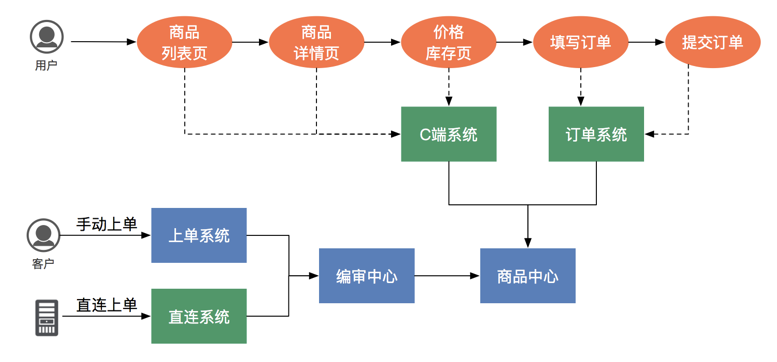 商品
列表页
商品
详情页
价格
库存页
填写订单
提交订单
用户
C端系统
订单系统
手动上单
上单系统
客户
编审中心
商品中心
直连上单
直连系统